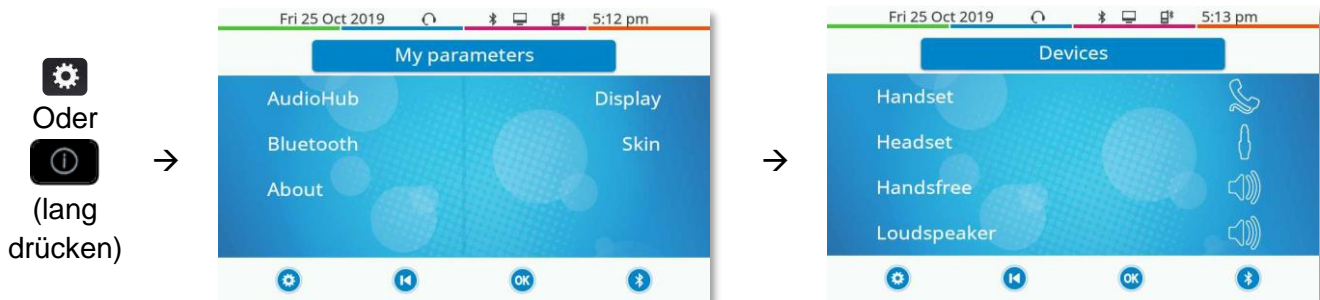 Oder
(lang
drücken)
→
Fri 25 Oct 2019 5:12 pm
My parameters
AudioHub Display
Bluetooth Skin
About
OK
→
Fri 25 Oct 2019 5:13 pm
Devices
Handset
Headset
Handsfree
Loudspeaker
OK